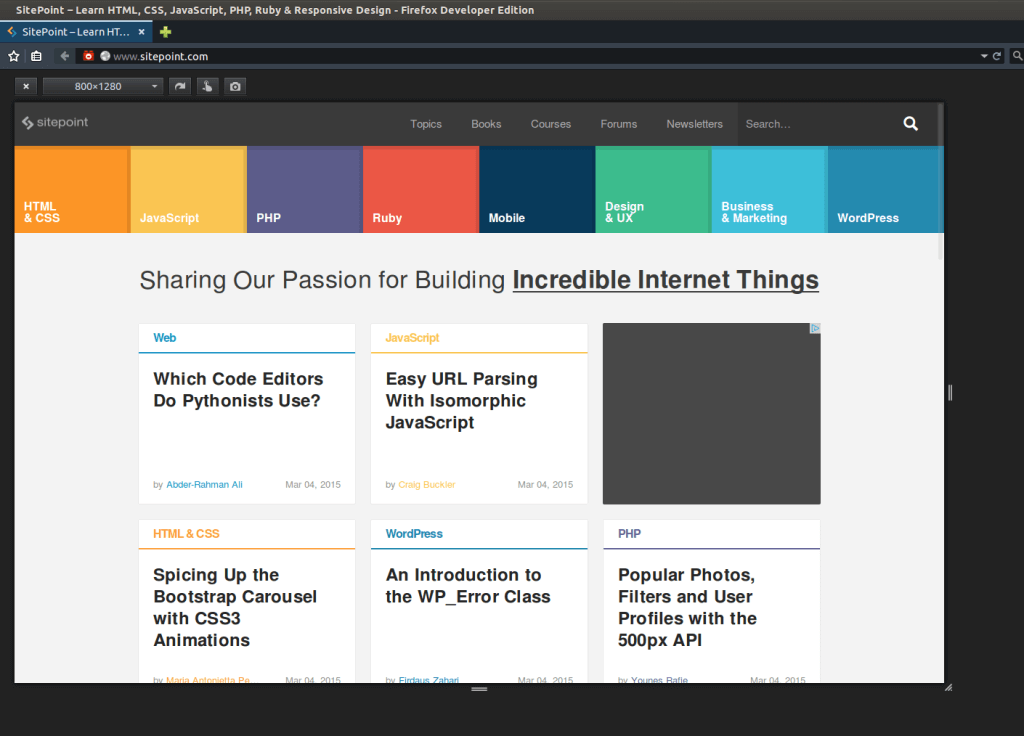 SitePoint – Learn HTML, CSS, JavaScript, PHP, Ruby & Responsive Design - Firefox Developer Edition
SitePoint – Learn HT...
www.sitepoint.com
800×1280
sitepoint
Topics
Books
Courses
Forums
Newsletters
Search...
HTML
& CSS
JavaScript
PHP
Ruby
Mobile
Design
& UX
Business
& Marketing
WordPress
Sharing Our Passion for Building Incredible Internet Things
Web
Which Code Editors
Do Pythonists Use?
by Abder-Rahman Ali
Mar 04, 2015
JavaScript
Easy URL Parsing
With Isomorphic
JavaScript
by Craig Buckler
Mar 04, 2015
HTML & CSS
Spicing Up the
Bootstrap Carousel
with CSS3
Animations
by Maria Antonietta Pe
Mar 04, 2015
WordPress
An Introduction to
the WP_Error Class
by Firdaus Zahari
Mar 04, 2015
PHP
Popular Photos,
Filters and User
Profiles with the
500px API
by Younes Rafie
Mar 04, 2015